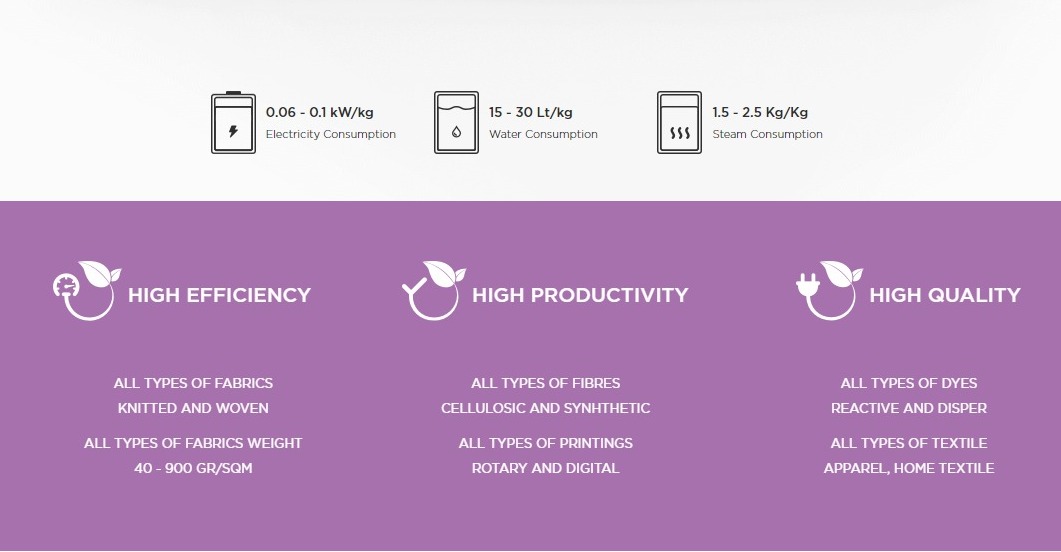 0.06 - 0.1 kW/kg
Electricity Consumption
15 - 30 Lt/kg
Water Consumption
1.5 - 2.5 Kg/Kg
Steam Consumption
HIGH EFFICIENCY
ALL TYPES OF FABRICS
KNITTED AND WOVEN
ALL TYPES OF FABRICS WEIGHT
40 - 900 GR/SQM
HIGH PRODUCTIVITY
ALL TYPES OF FIBRES
CELLULOSIC AND SYNHTHETIC
ALL TYPES OF PRINTINGS
ROTARY AND DIGITAL
HIGH QUALITY
ALL TYPES OF DYES
REACTIVE AND DISPER
ALL TYPES OF TEXTILE
APPAREL, HOME TEXTILE